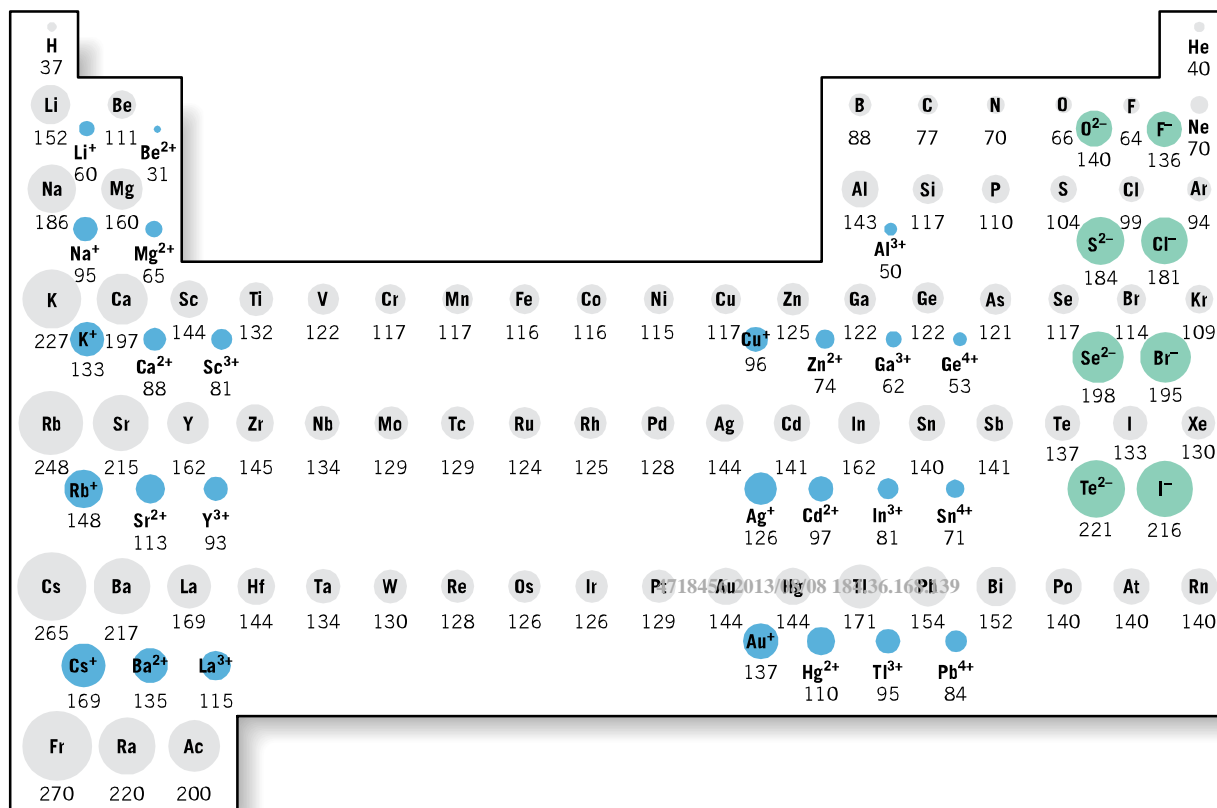 H He
37 40
Li Be B C N O F Ne
152 111 88 77 70 66 64 70
Li⁺ Be²⁺ O²⁻ F⁻
60 31 140 136
Na Mg Al Si P S Cl Ar
186 160 143 117 110 104 99 94
Na⁺ Mg²⁺ Al³⁺ S²⁻ Cl⁻
95 65 50 184 181
K Ca Sc Ti V Cr Mn Fe Co Ni Cu Zn Ga Ge As Se Br Kr
227 197 144 132 122 117 117 116 116 115 117 125 122 122 121 117 114 109
K⁺ Ca²⁺ Sc³⁺ Cu⁺ Zn²⁺ Ga³⁺ Ge⁴⁺ Se²⁻ Br⁻
133 88 81 96 74 62 53 198 195
Rb Sr Y Zr Nb Mo Tc Ru Rh Pd Ag Cd In Sn Sb Te I Xe
248 215 162 145 134 129 129 124 125 128 144 141 162 140 141 137 133 130
Rb⁺ Sr²⁺ Y³⁺ Ag⁺ Cd²⁺ In³⁺ Sn⁴⁺ Te²⁻ I⁻
148 113 93 126 97 81 71 221 216
Cs Ba La Hf Ta W Re Os Ir Pt Au Hg Tl Pb Bi Po At Rn
265 217 169 144 134 130 128 126 126 129 144 144 171 154 152 140 140 140
Cs⁺ Ba²⁺ La³⁺ Au⁺ Hg²⁺ Tl³⁺ Pb⁴⁺
169 135 115 137 110 95 84
Fr Ra Ac
270 220 200